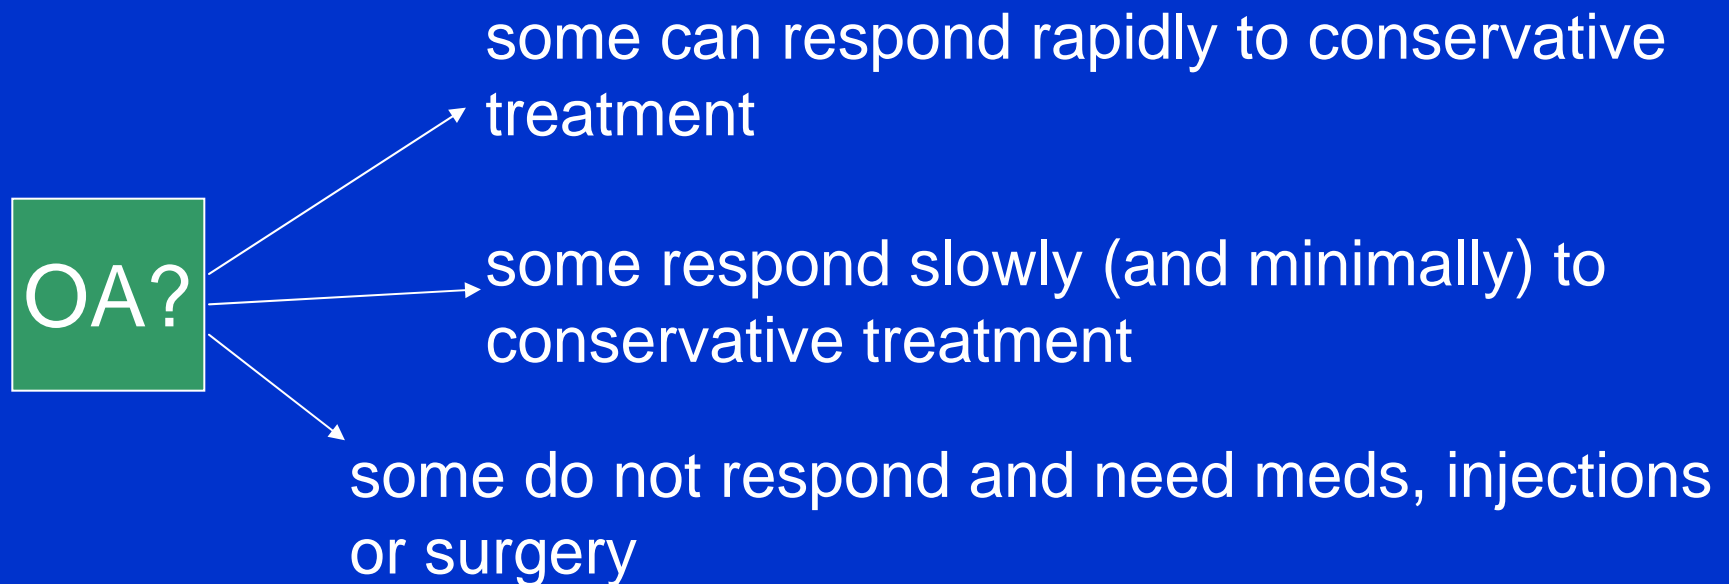 some can respond rapidly to conservative
treatment
OA?
some respond slowly (and minimally) to
conservative treatment
some do not respond and need meds, injections
or surgery